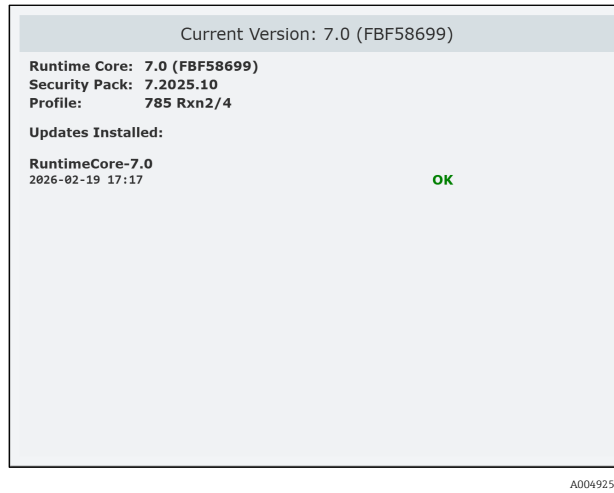 Current Version: 7.0 (FBF58699)
Runtime Core: 7.0 (FBF58699)
Security Pack: 7.2025.10
Profile: 785 Rxn2/4
Updates Installed:
RuntimeCore-7.0
2026-02-19 17:17 OK
A004925